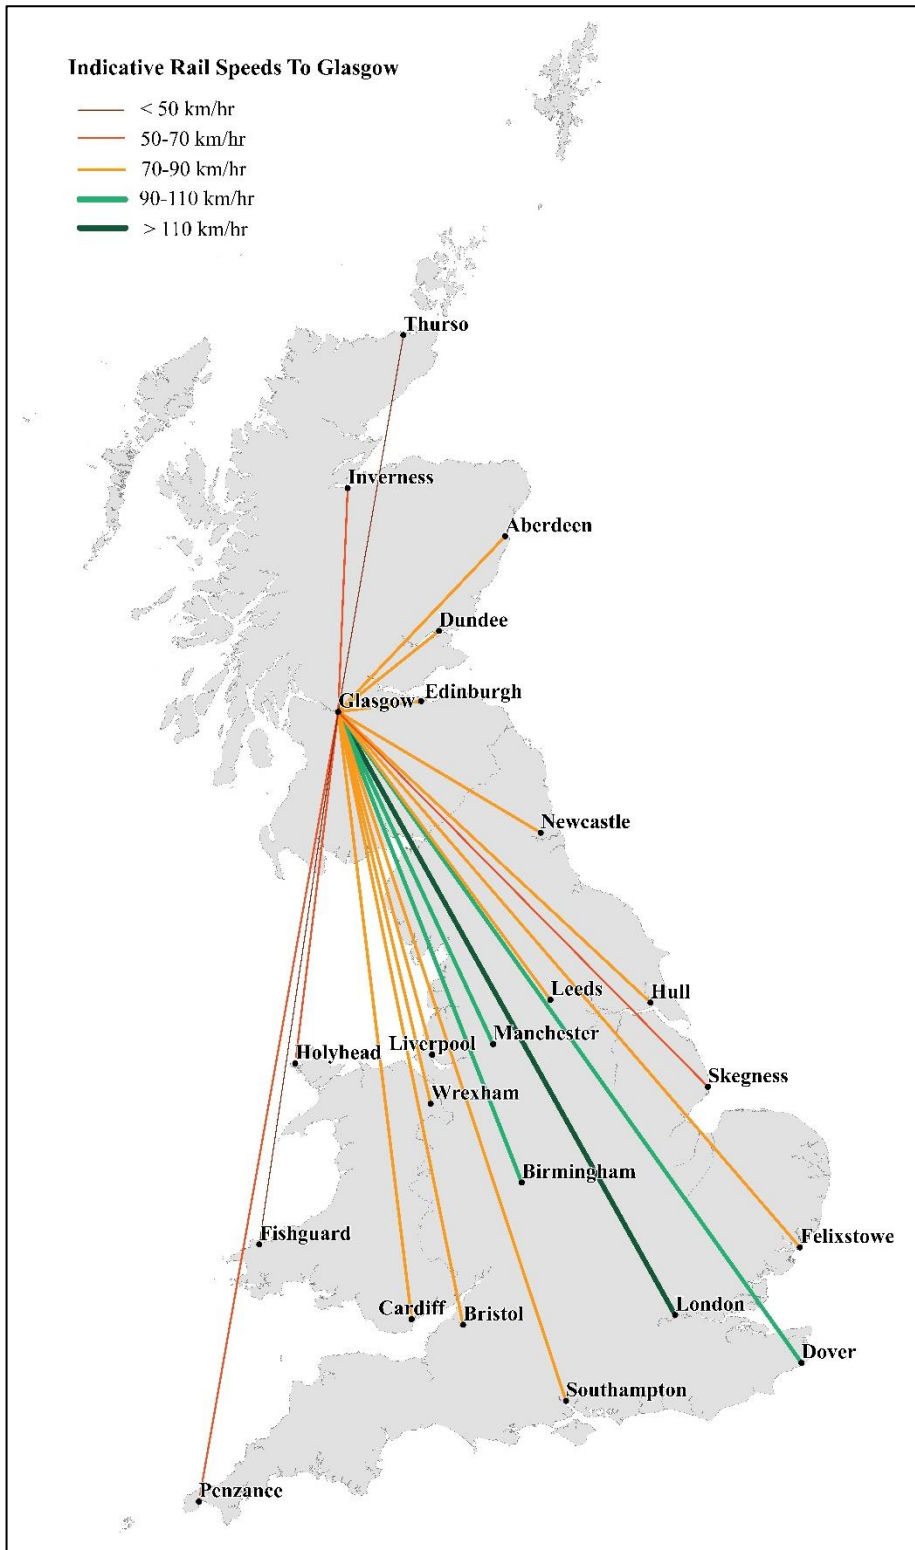 Indicative Rail Speeds To Glasgow
< 50 km/hr
50-70 km/hr
70-90 km/hr
90-110 km/hr
> 110 km/hr
Thurso
Inverness
Aberdeen
Dundee
Edinburgh
Glasgow
Newcastle
Leeds
Hull
Manchester
Liverpool
Holyhead
Skegness
Wrexham
Birmingham
Fishguard
Felixstowe
London
Cardiff
Bristol
Dover
Southampton
Penzance